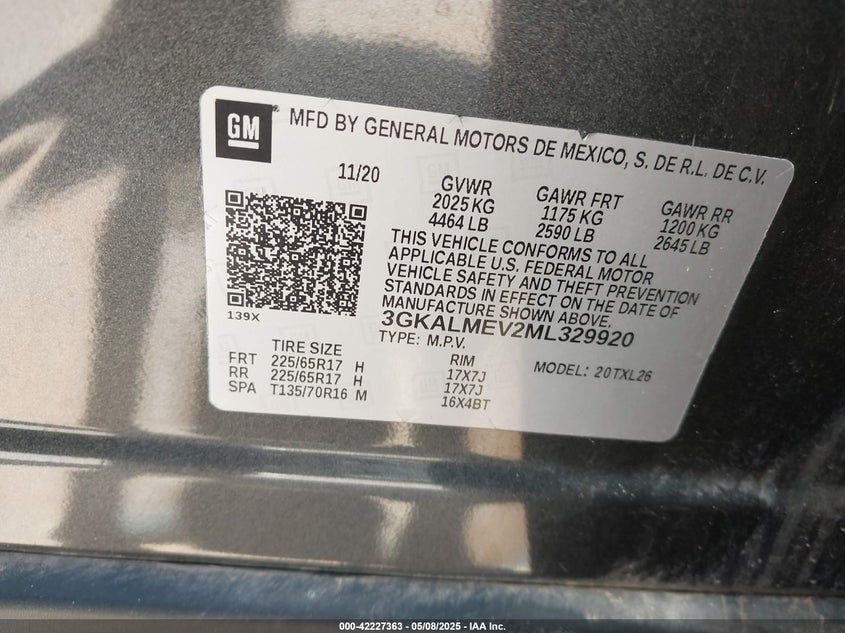 GM
MFD BY GENERAL MOTORS DE MEXICO, S. DE R.L. DE C.V.
11/20
GVWR
2025 KG
4464 LB
GAWR FRT
1175 KG
2590 LB
GAWR RR
1200 KG
2645 LB
THIS VEHICLE CONFORMS TO ALL
APPLICABLE U.S. FEDERAL MOTOR
VEHICLE SAFETY AND THEFT PREVENTION
STANDARDS IN EFFECT ON THE DATE OF
MANUFACTURE SHOWN ABOVE.
139X
3GKALMEV2ML329920
TYPE: M.P.V.
MODEL: 20TXL26
TIRE SIZE RIM
FRT 225/65R17 H 17X7J
RR 225/65R17 H 17X7J
SPA T135/70R16 M 16X4BT
000-42227363 - 05/08/2025 - IAA Inc.